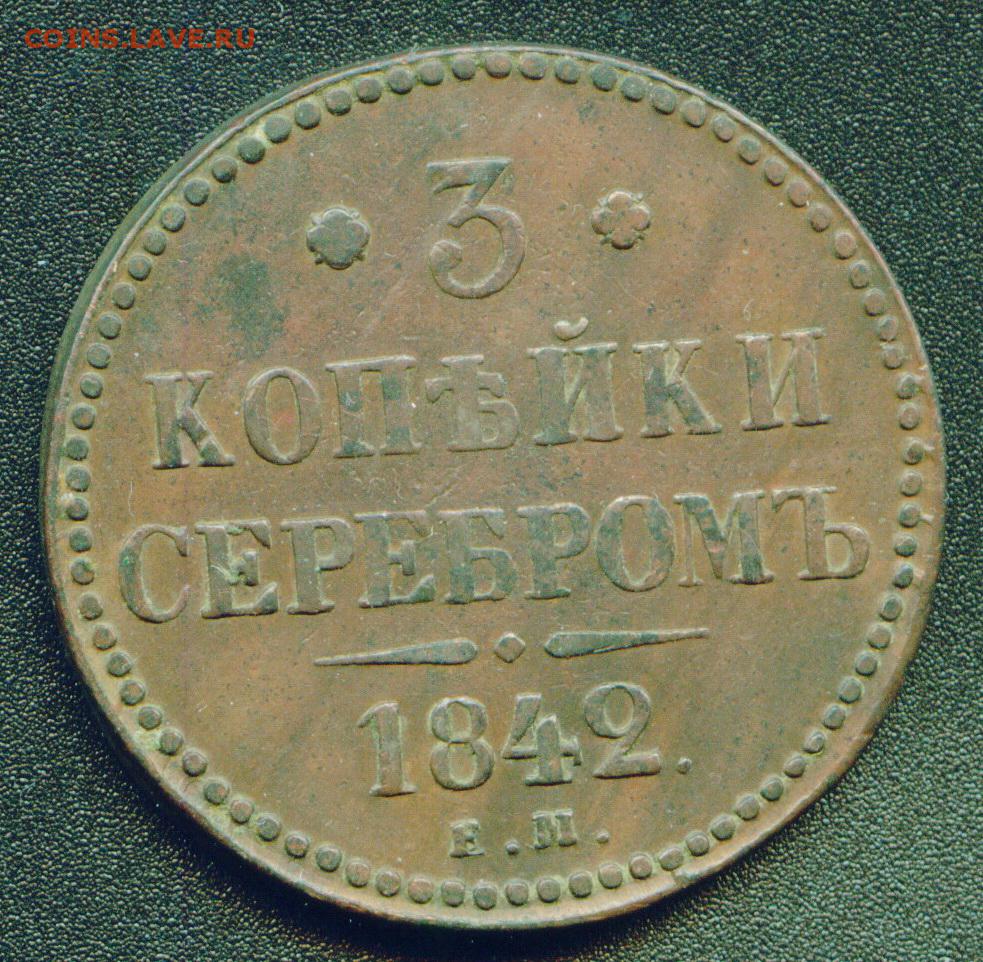 COINS.LAVE.RU
3
КОПѢЙКИ
СЕРЕБРОМЪ
1842.
Е.М.